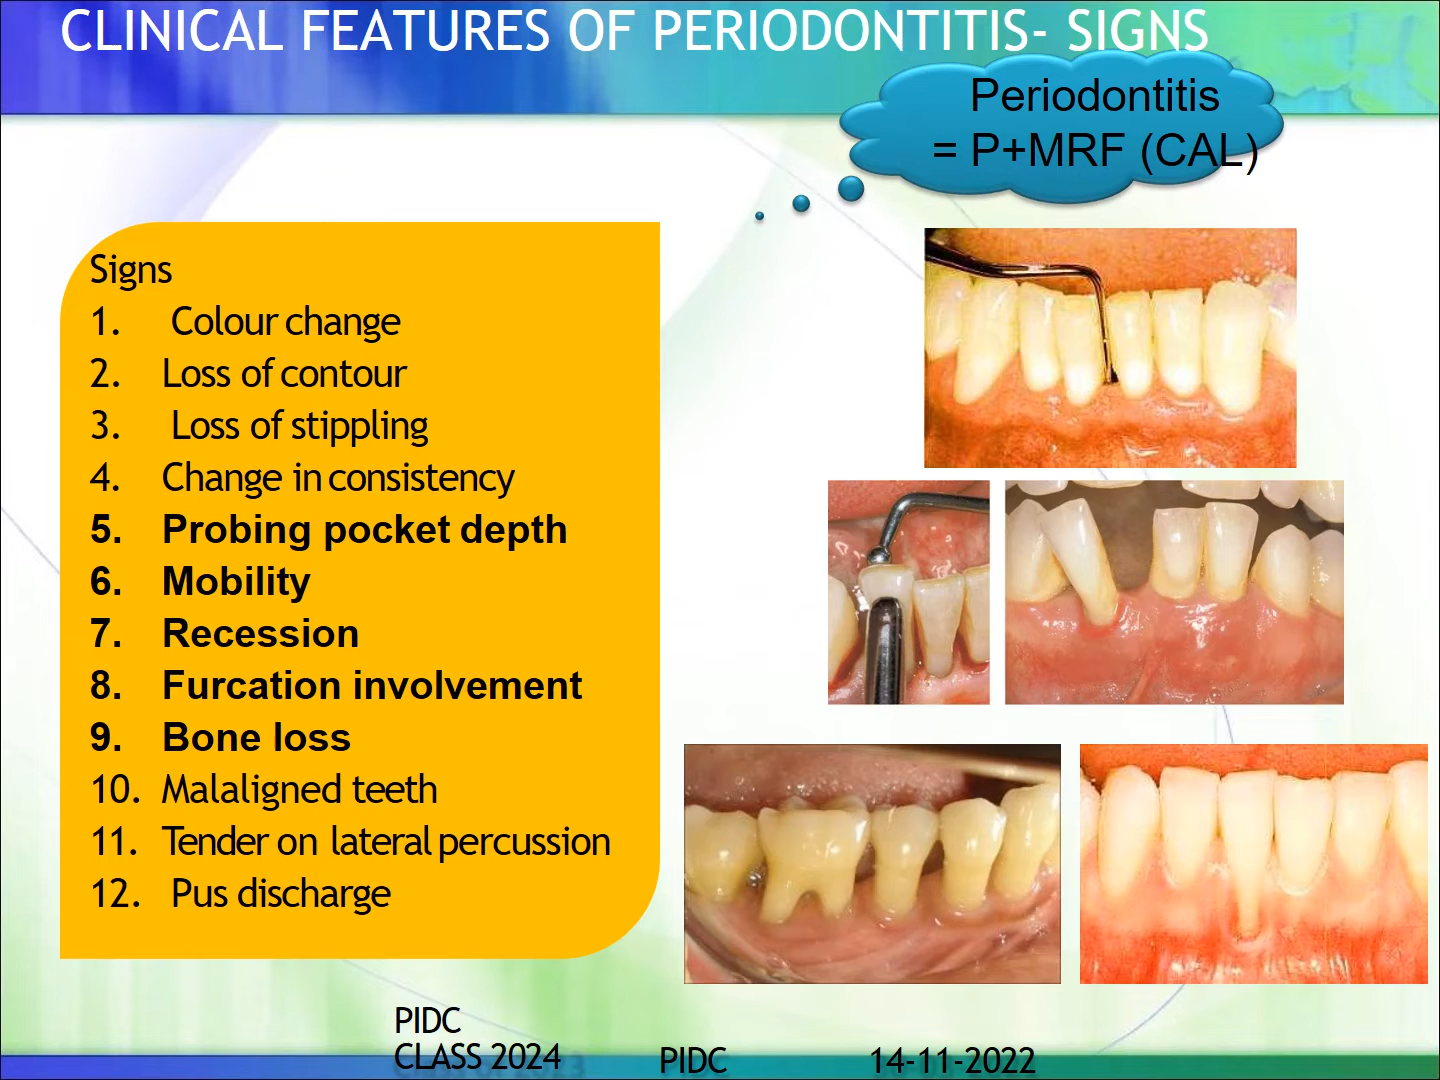 CLINICAL FEATURES OF PERIODONTITIS- SIGNS
Periodontitis
= P+MRF (CAL)
Signs
1. Colour change
2. Loss of contour
3. Loss of stippling
4. Change in consistency
5. Probing pocket depth
6. Mobility
7. Recession
8. Furcation involvement
9. Bone loss
10. Malaligned teeth
11. Tender on lateral percussion
12. Pus discharge
PIDC
CLASS 2024
PIDC
14-11-2022